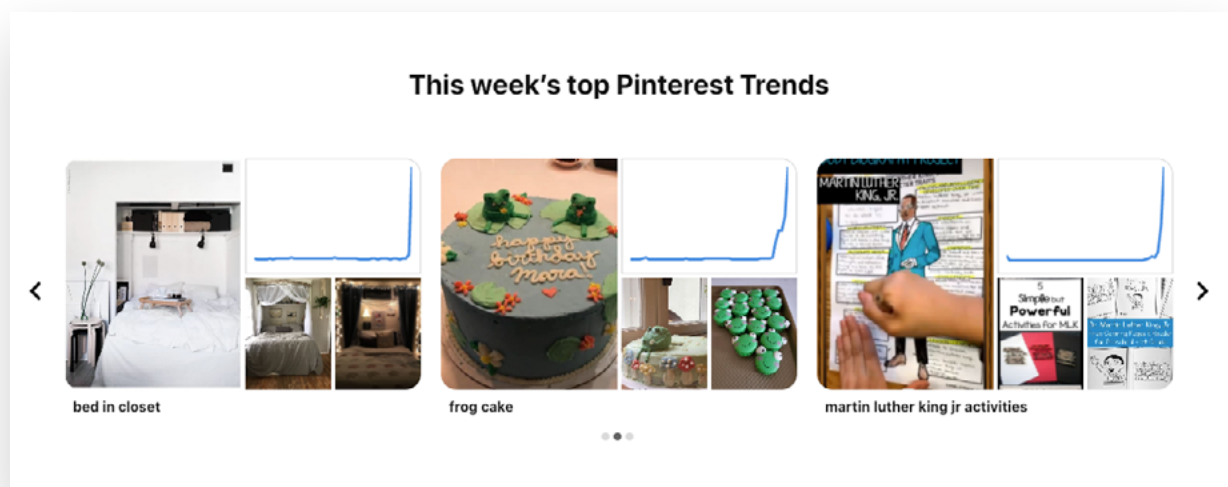 This week's top Pinterest Trends
happy
birthday
mara!
MARTIN LUTHER
KING, JR.
5
Simple but
Powerful
Activities for MLK
bed in closet
frog cake
martin luther king jr activities